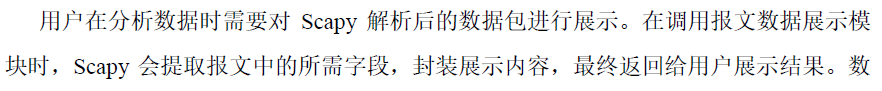 用户在分析数据时需要对 Scapy 解析后的数据包进行展示。在调用报文数据展示模
块时，Scapy 会提取报文中的所需字段，封装展示内容，最终返回给用户展示结果。数